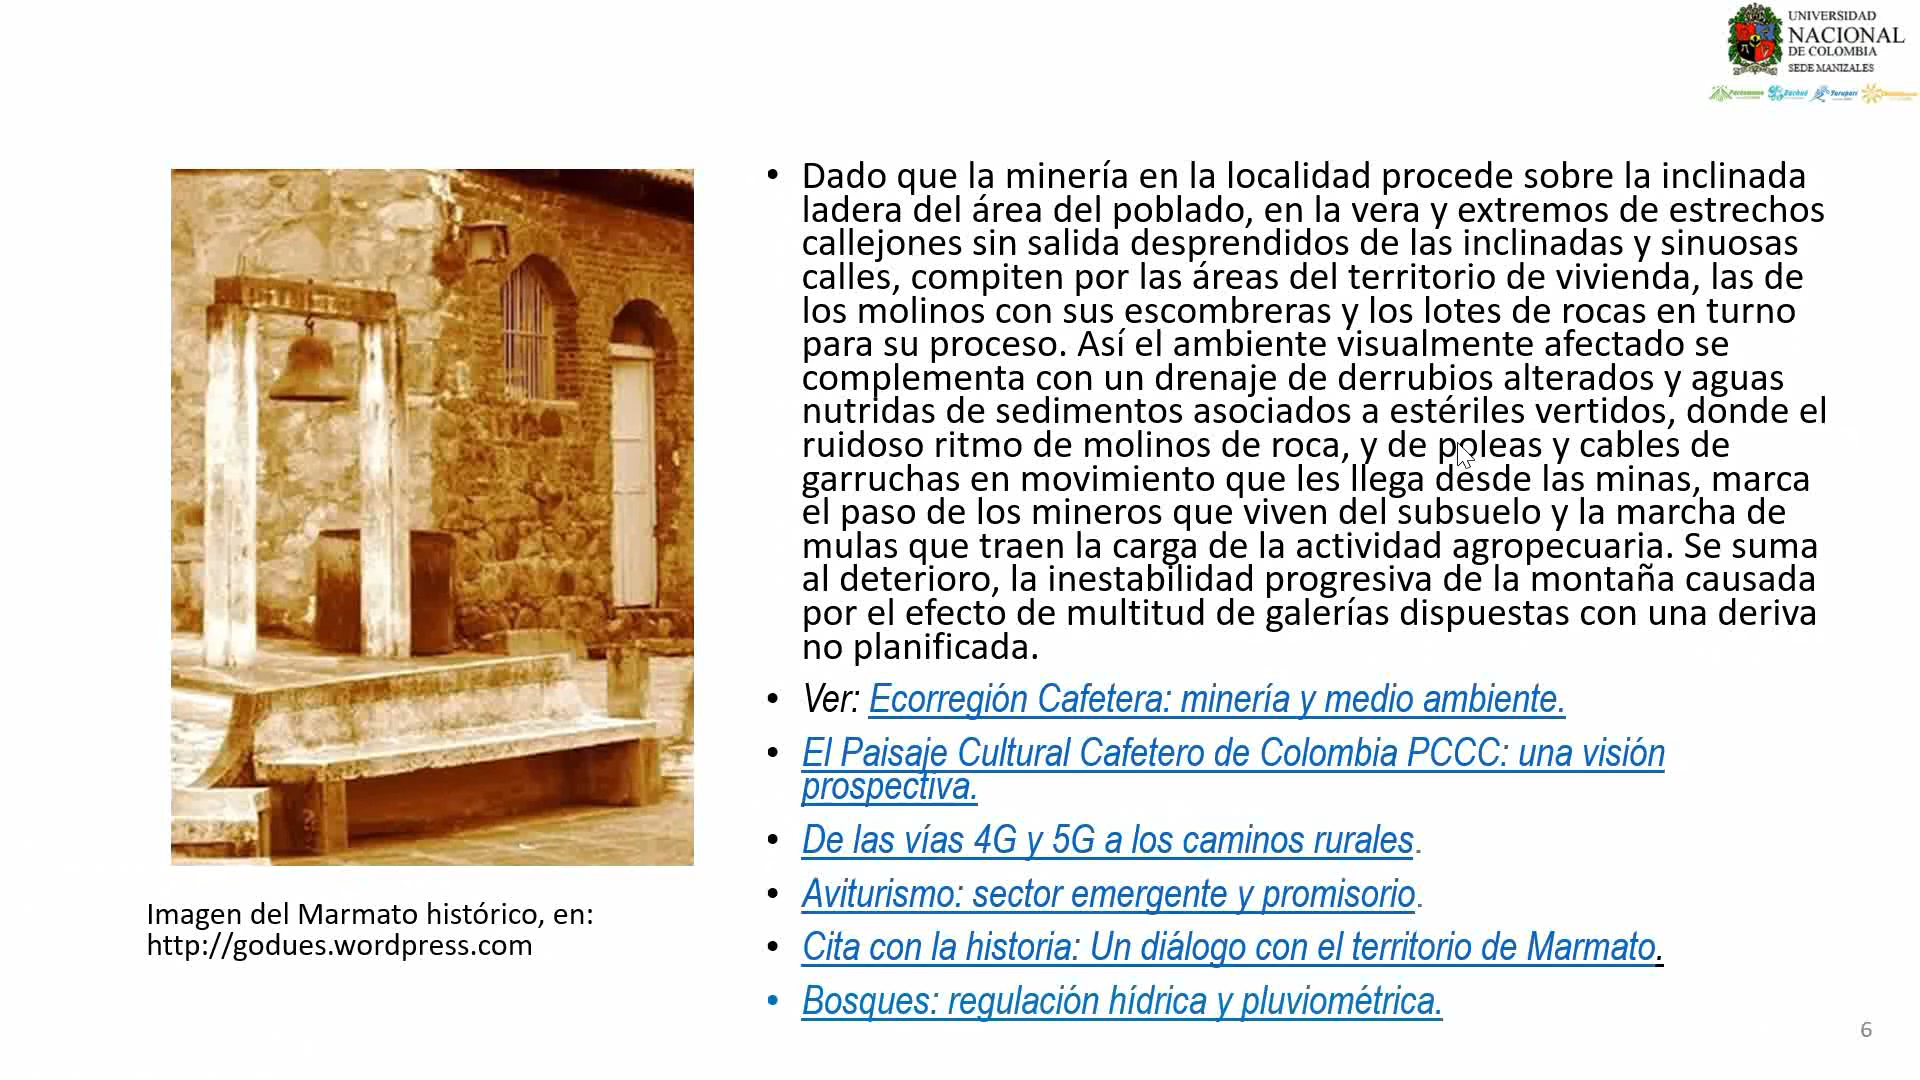 UNIVERSIDAD
NACIONAL
DE COLOMBIA
SEDE MANIZALES
• Dado que la minería en la localidad procede sobre la inclinada
ladera del área del poblado, en la vera y extremos de estrechos
callejones sin salida desprendidos de las inclinadas y sinuosas
calles, compiten por las áreas del territorio de vivienda, las de
los molinos con sus escombreras y los lotes de rocas en turno
para su proceso. Así el ambiente visualmente afectado se
complementa con un drenaje de derrubios alterados y aguas
nutridas de sedimentos asociados a estériles vertidos, donde el
ruidoso ritmo de molinos de roca, y de poleas y cables de
garruchas en movimiento que les llega desde las minas, marca
el paso de los mineros que viven del subsuelo y la marcha de
mulas que traen la carga de la actividad agropecuaria. Se suma
al deterioro, la inestabilidad progresiva de la montaña causada
por el efecto de multitud de galerías dispuestas con una deriva
no planificada.
• Ver: Ecorregión Cafetera: minería y medio ambiente.
• El Paisaje Cultural Cafetero de Colombia PCCC: una visión
prospectiva.
• De las vías 4G y 5G a los caminos rurales.
• Aviturismo: sector emergente y promisorio.
• Cita con la historia: Un diálogo con el territorio de Marmato.
• Bosques: regulación hídrica y pluviométrica.
Imagen del Marmato histórico, en:
http://godues.wordpress.com
6